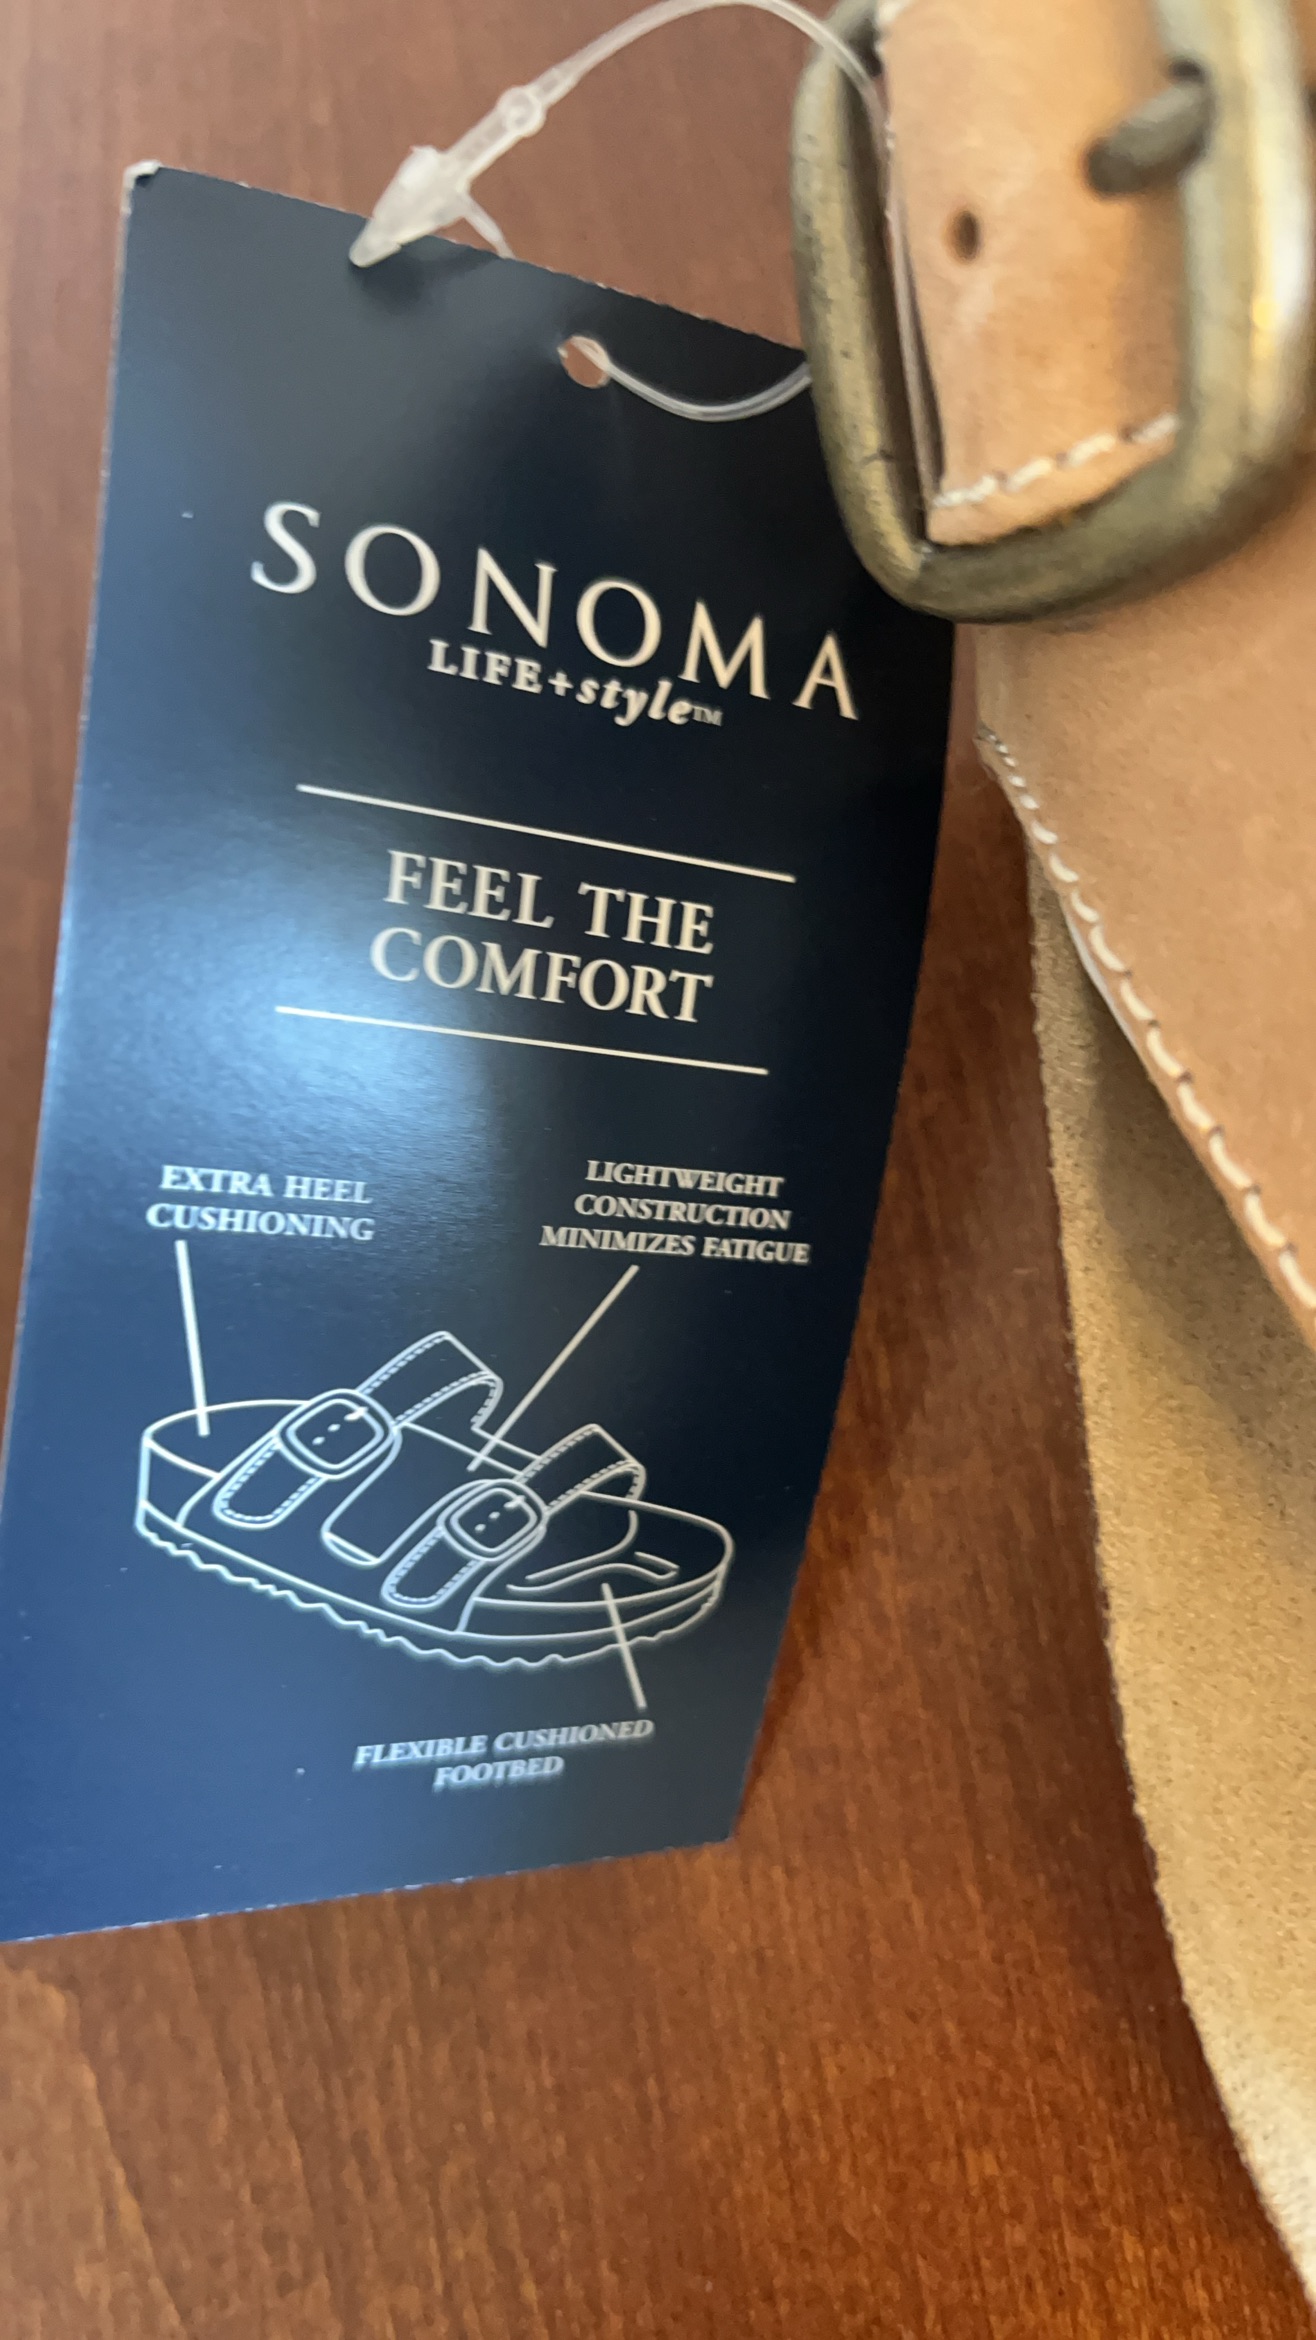 SONOMA
LIFE+style™
FEEL THE
COMFORT
EXTRA HEEL
CUSHIONING
LIGHTWEIGHT
CONSTRUCTION
MINIMIZES FATIGUE
FLEXIBLE CUSHIONED
FOOTBED